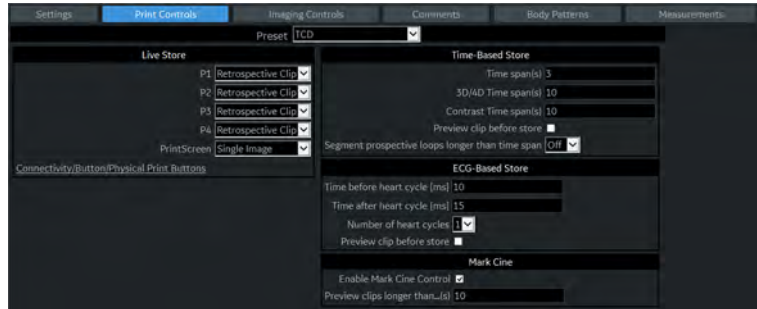 Settings Print Controls Imaging Controls Comments Body Patterns Measurements
Preset TCD
Live Store
P1 Retrospective Clip
P2 Retrospective Clip
P3 Retrospective Clip
P4 Retrospective Clip
PrintScreen Single Image
Connectivity/Button/Physical Print Buttons
Time-Based Store
Time span(s) 3
3D/4D Time span(s) 10
Contrast Time span(s) 10
Preview clip before store
Segment prospective loops longer than time span Off
ECG-Based Store
Time before heart cycle [ms] 10
Time after heart cycle [ms] 15
Number of heart cycles 1
Preview clip before store
Mark Cine
Enable Mark Cine Control
Preview clips longer than...(s) 10